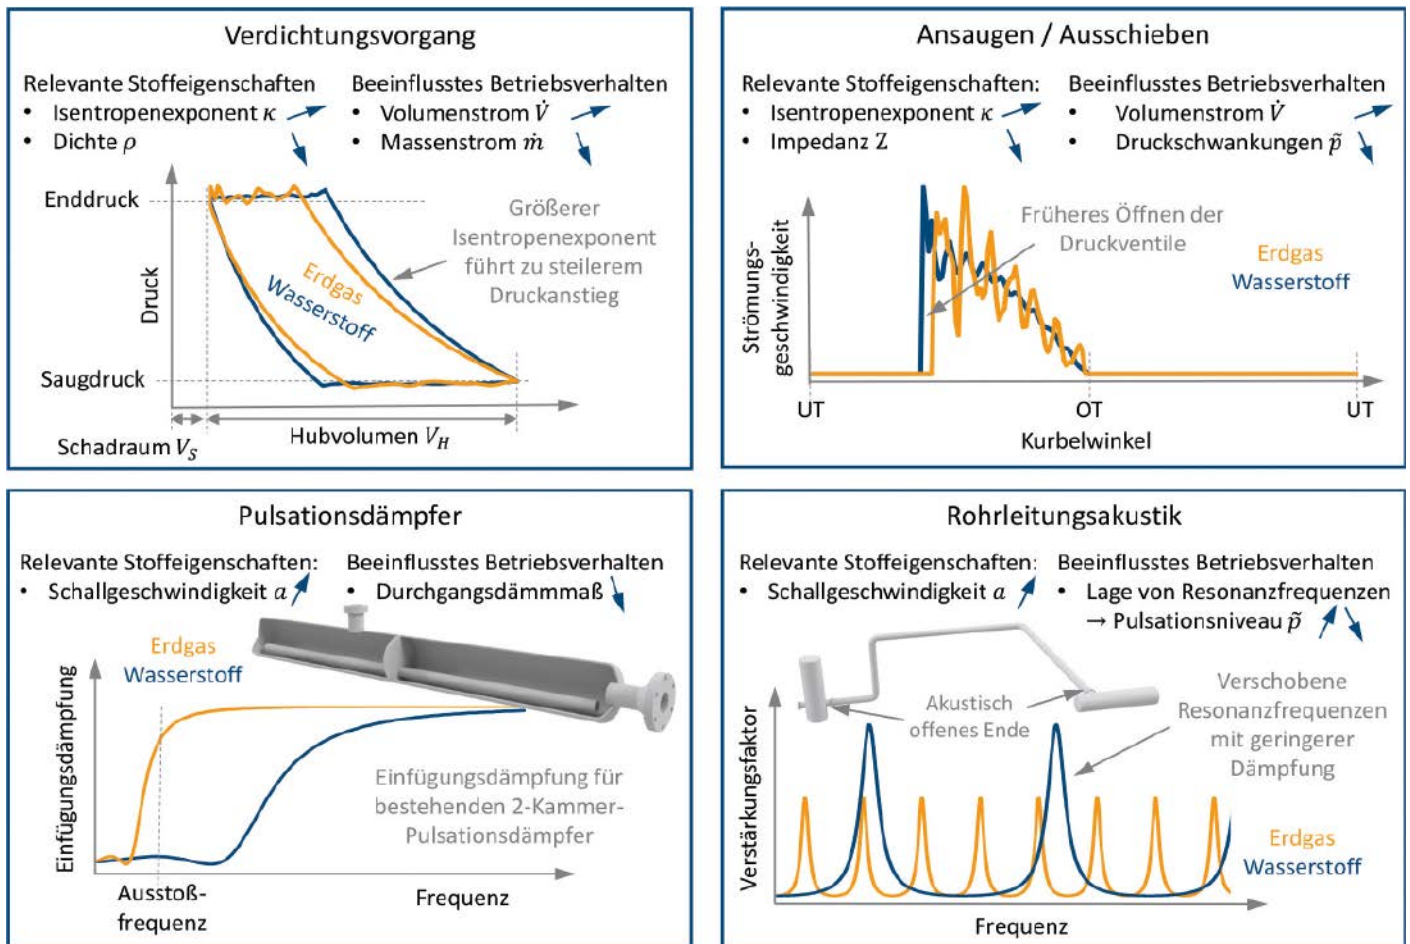 Verdichtungsvorgang
Relevante Stoffeigenschaften
• Isentropenexponent κ
• Dichte ρ
Beeinflusstes Betriebsverhalten
• Volumenstrom V̇
• Massenstrom ṁ
Enddruck
Druck
Saugdruck
Größerer
Isentropenexponent
führt zu steilerem
Druckanstieg
Erdgas
Wasserstoff
Schadraum V_S
Hubvolumen V_H
Ansaugen / Ausschieben
Relevante Stoffeigenschaften:
• Isentropenexponent κ
• Impedanz Z
Beeinflusstes Betriebsverhalten
• Volumenstrom V̇
• Druckschwankungen p̃
Strömungs-
geschwindigkeit
Früheres Öffnen der
Druckventile
Erdgas
Wasserstoff
UT
OT
UT
Kurbelwinkel
Pulsationsdämpfer
Relevante Stoffeigenschaften:
• Schallgeschwindigkeit a
Beeinflusstes Betriebsverhalten
• Durchgangsdämmmaß
Erdgas
Wasserstoff
Einfügungsdämpfung
Einfügungsdämpfung für
bestehenden 2-Kammer-
Pulsationsdämpfer
Ausstoß-
frequenz
Frequenz
Rohrleitungsakustik
Relevante Stoffeigenschaften:
• Schallgeschwindigkeit a
Beeinflusstes Betriebsverhalten
• Lage von Resonanzfrequenzen
→ Pulsationsniveau p̃
Verstärkungsfaktor
Akustisch
offenes Ende
Verschobene
Resonanzfrequenzen
mit geringerer
Dämpfung
Erdgas
Wasserstoff
Frequenz